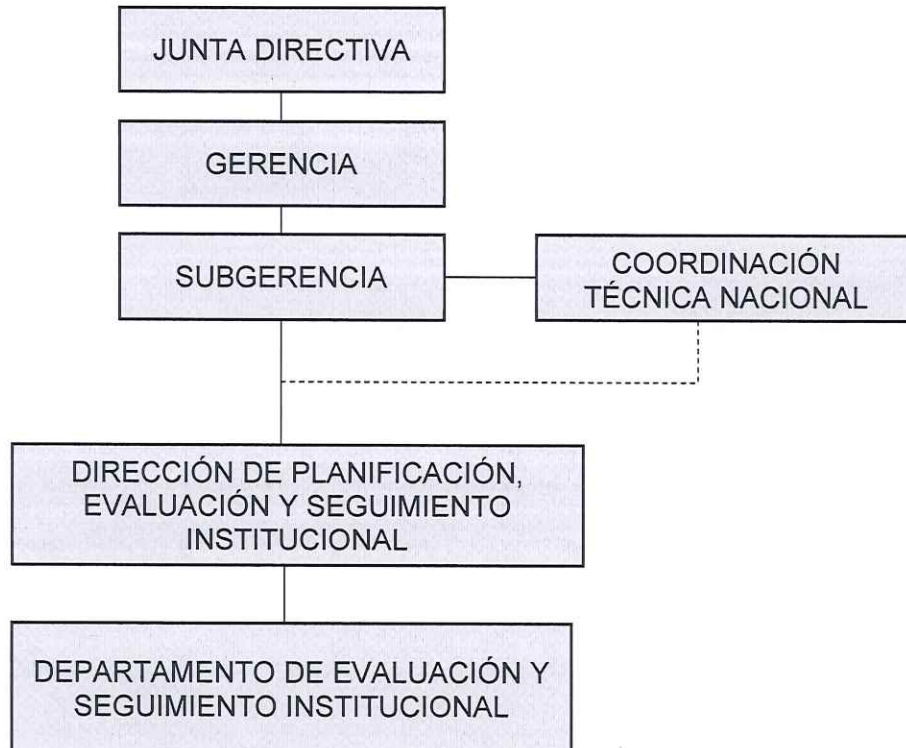 JUNTA DIRECTIVA
GERENCIA
SUBGERENCIA
COORDINACIÓN
TÉCNICA NACIONAL
DIRECCIÓN DE PLANIFICACIÓN,
EVALUACIÓN Y SEGUIMIENTO
INSTITUCIONAL
DEPARTAMENTO DE EVALUACIÓN Y
SEGUIMIENTO INSTITUCIONAL